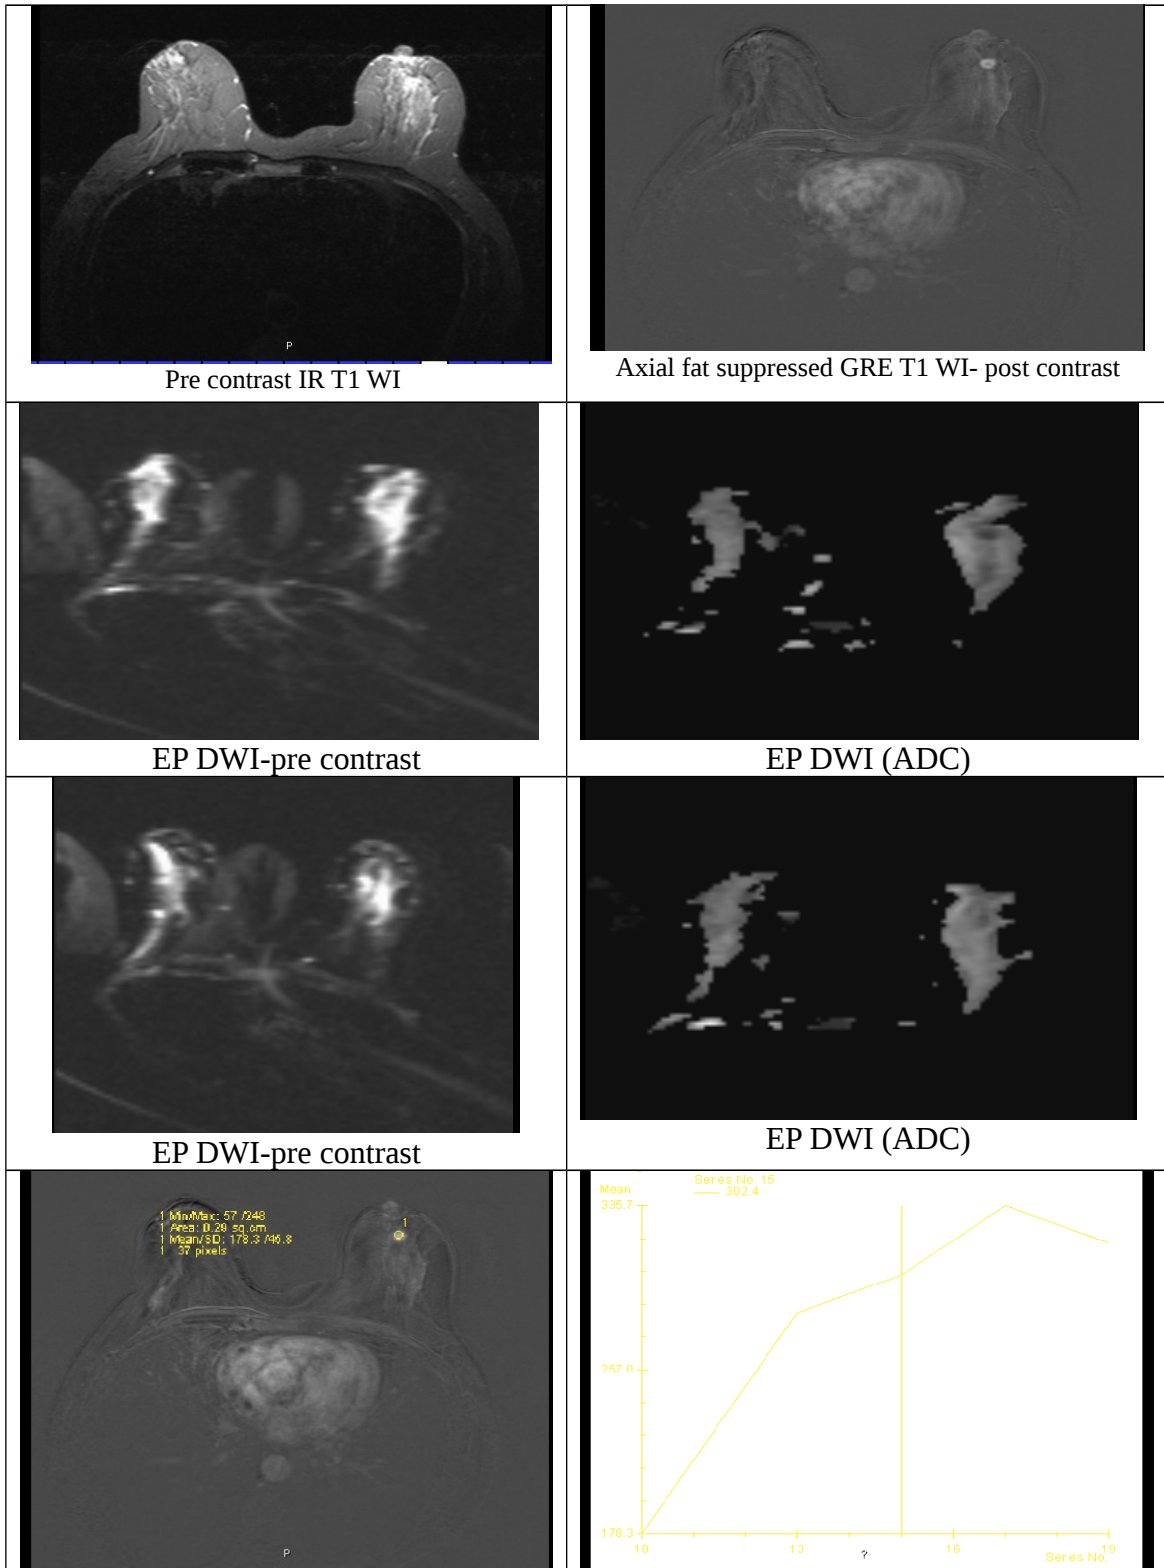 P
Pre contrast IR T1 WI
Axial fat suppressed GRE T1 WI- post contrast
EP DWI-pre contrast
EP DWI (ADC)
EP DWI-pre contrast
EP DWI (ADC)
1 Min/Max: 57 /248
1 Area: 0.29 sq.cm
1 Mean/SD: 178.3 /46.8
1 37 pixels
1
P
Mean
Seres No. 15
302.4
335.7
257.0
178.3
10
13
?
16
19
Seres No.